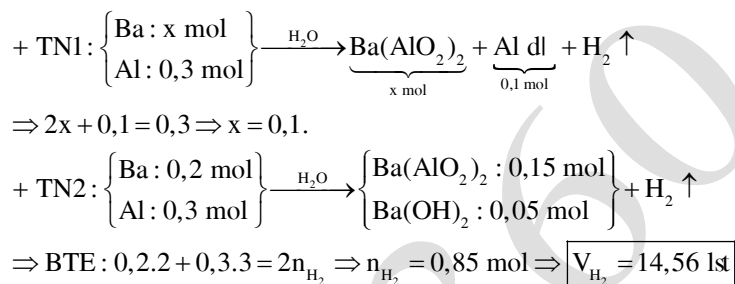 + TN1: {Ba : x mol Al : 0,3 mol} —H₂O→ Ba(AlO₂)₂ (x mol) + Al dl (0,1 mol) + H₂ ↑
⇒ 2x + 0,1 = 0,3 ⇒ x = 0,1.
+ TN2: {Ba : 0,2 mol Al : 0,3 mol} —H₂O→ {Ba(AlO₂)₂ : 0,15 mol Ba(OH)₂ : 0,05 mol} + H₂ ↑
⇒ BTE : 0,2.2 + 0,3.3 = 2n_H₂ ⇒ n_H₂ = 0,85 mol ⇒ V_H₂ = 14,56 lst